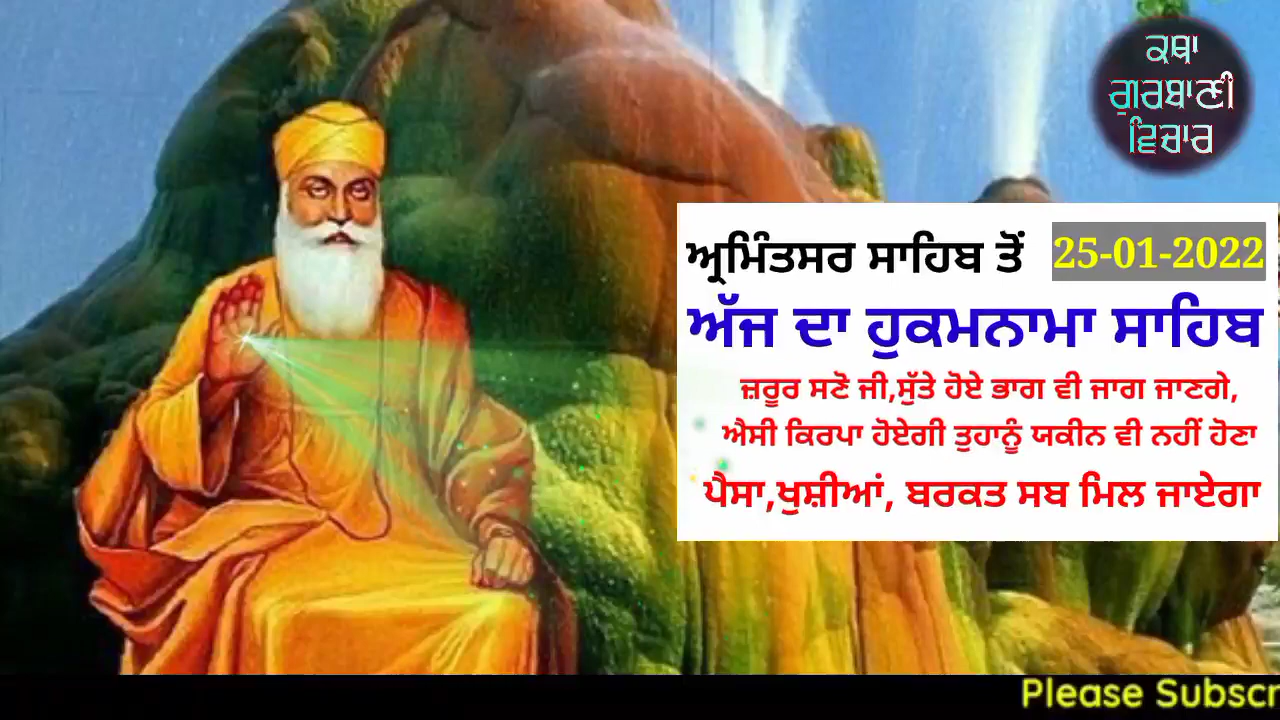 ਕਥਾ
ਗੁਰਬਾਣੀ
ਵਿਚਾਰ
ਅ੍ਰਮਿੰਤਸਰ ਸਾਹਿਬ ਤੋਂ 25-01-2022
ਅੱਜ ਦਾ ਹੁਕਮਨਾਮਾ ਸਾਹਿਬ
ਜ਼ਰੂਰ ਸਣੋ ਜੀ,ਸੁੱਤੇ ਹੋਏ ਭਾਗ ਵੀ ਜਾਗ ਜਾਣਗੇ,
ਐਸੀ ਕਿਰਪਾ ਹੋਏਗੀ ਤੁਹਾਨੂੰ ਯਕੀਨ ਵੀ ਨਹੀਂ ਹੋਣਾ
ਪੈਸਾ,ਖੁਸ਼ੀਆਂ, ਬਰਕਤ ਸਬ ਮਿਲ ਜਾਏਗਾ
Please Subscr